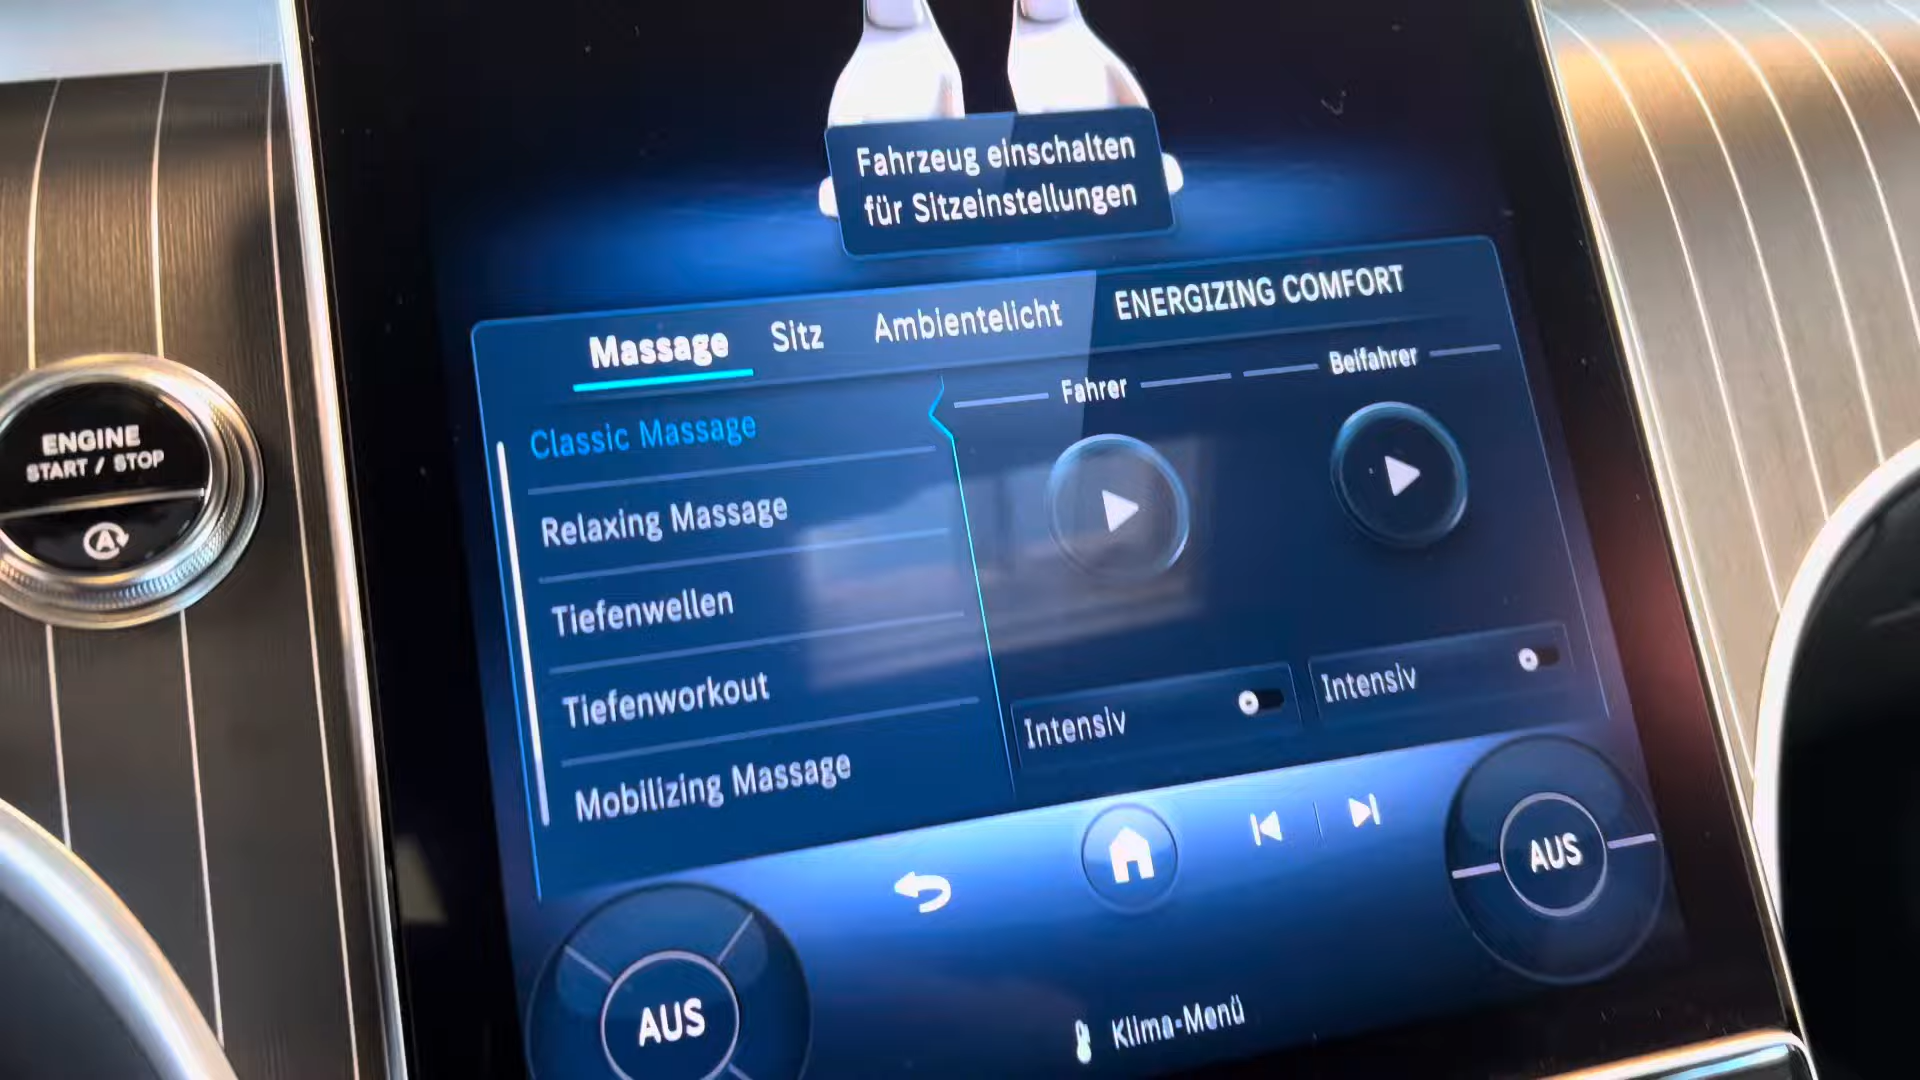 Fahrzeug einschalten
für Sitzeinstellungen
Massage Sitz Ambientelicht ENERGIZING COMFORT
Fahrer Beifahrer
Classic Massage
Relaxing Massage
Tiefenwellen
Tiefenworkout
Mobilizing Massage
Intensiv Intensiv
ENGINE
START / STOP
A
AUS
AUS
Klima-Menü